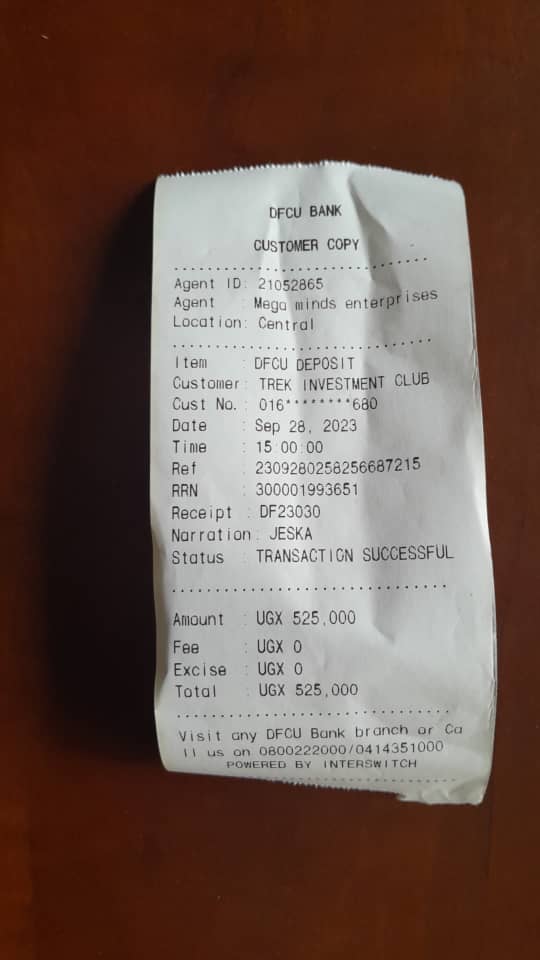 DFCU BANK
CUSTOMER COPY
..............................
Agent ID: 21052865
Agent : Mega minds enterprises
Location: Central
..............................
Item : DFCU DEPOSIT
Customer: TREK INVESTMENT CLUB
Cust No. : 016********680
Date : Sep 28, 2023
Time : 15:00:00
Ref : 2309280258256687215
RRN : 300001993651
Receipt : DF23030
Narration: JESKA
Status : TRANSACTION SUCCESSFUL
..............................
Amount : UGX 525,000
Fee : UGX 0
Excise : UGX 0
Total : UGX 525,000
..............................
Visit any DFCU Bank branch or Ca
ll us on 0800222000/0414351000
POWERED BY INTERSWITCH
..............................